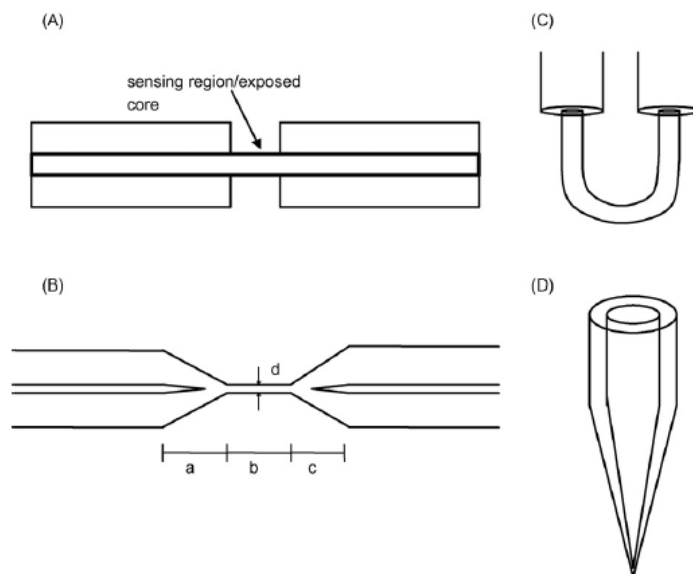 (A)
(C)
sensing region/exposed
core
(B)
(D)
d
a b c